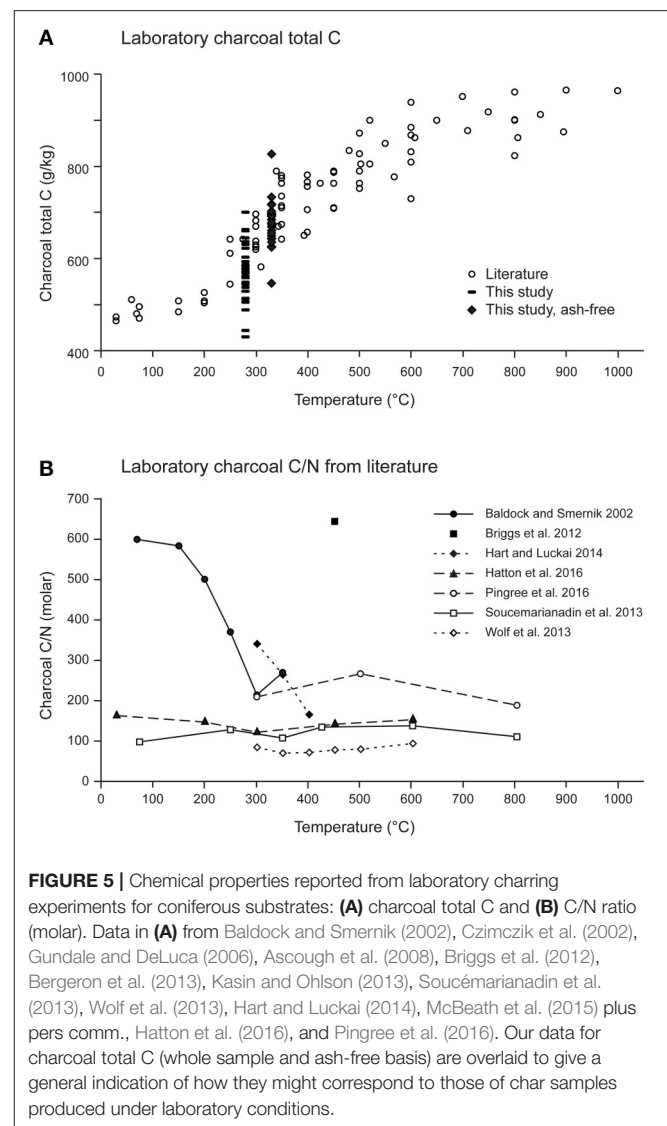 A Laboratory charcoal total C
1000
800
600
400
Charcoal total C (g/kg)
Literature
This study
This study, ash-free
0 100 200 300 400 500 600 700 800 900 1000
Temperature (°C)
B Laboratory charcoal C/N from literature
700
600
500
400
300
200
100
0
Charcoal C/N (molar)
Baldock and Smernik 2002
Briggs et al. 2012
Hart and Luckai 2014
Hatton et al. 2016
Pingree et al. 2016
Soucemarianadin et al. 2013
Wolf et al. 2013
0 100 200 300 400 500 600 700 800 900 1000
Temperature (°C)
FIGURE 5 | Chemical properties reported from laboratory charring
experiments for coniferous substrates: (A) charcoal total C and (B) C/N ratio
(molar). Data in (A) from Baldock and Smernik (2002), Czimczik et al. (2002),
Gundale and DeLuca (2006), Ascough et al. (2008), Briggs et al. (2012),
Bergeron et al. (2013), Kasin and Ohlson (2013), Soucémarianadin et al.
(2013), Wolf et al. (2013), Hart and Luckai (2014), McBeath et al. (2015) plus
pers comm., Hatton et al. (2016), and Pingree et al. (2016). Our data for
charcoal total C (whole sample and ash-free basis) are overlaid to give a
general indication of how they might correspond to those of char samples
produced under laboratory conditions.